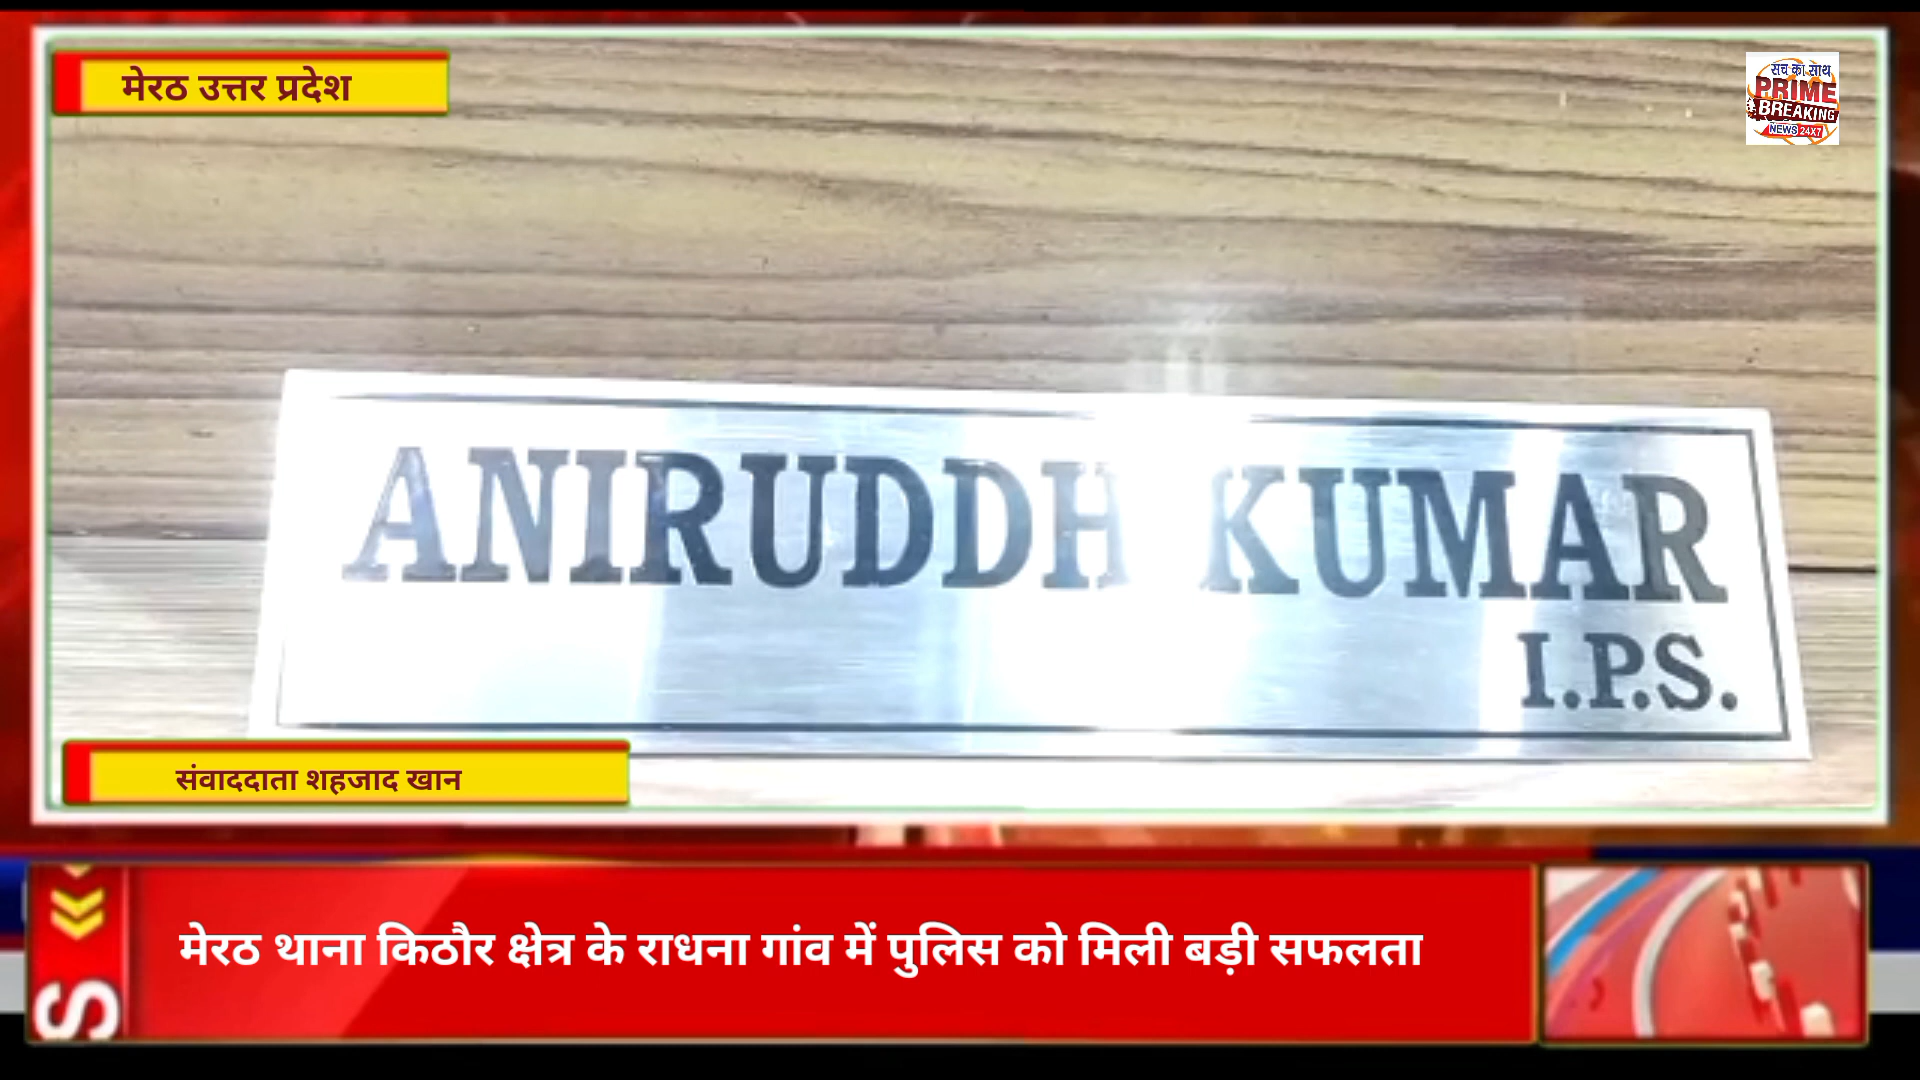 मेरठ उत्तर प्रदेश
सच का साथ
PRIME
BREAKING
NEWS 24X7
ANIRUDDH KUMAR
I.P.S.
संवाददाता शहजाद खान
मेरठ थाना किठौर क्षेत्र के राधना गांव में पुलिस को मिली बड़ी सफलता
S